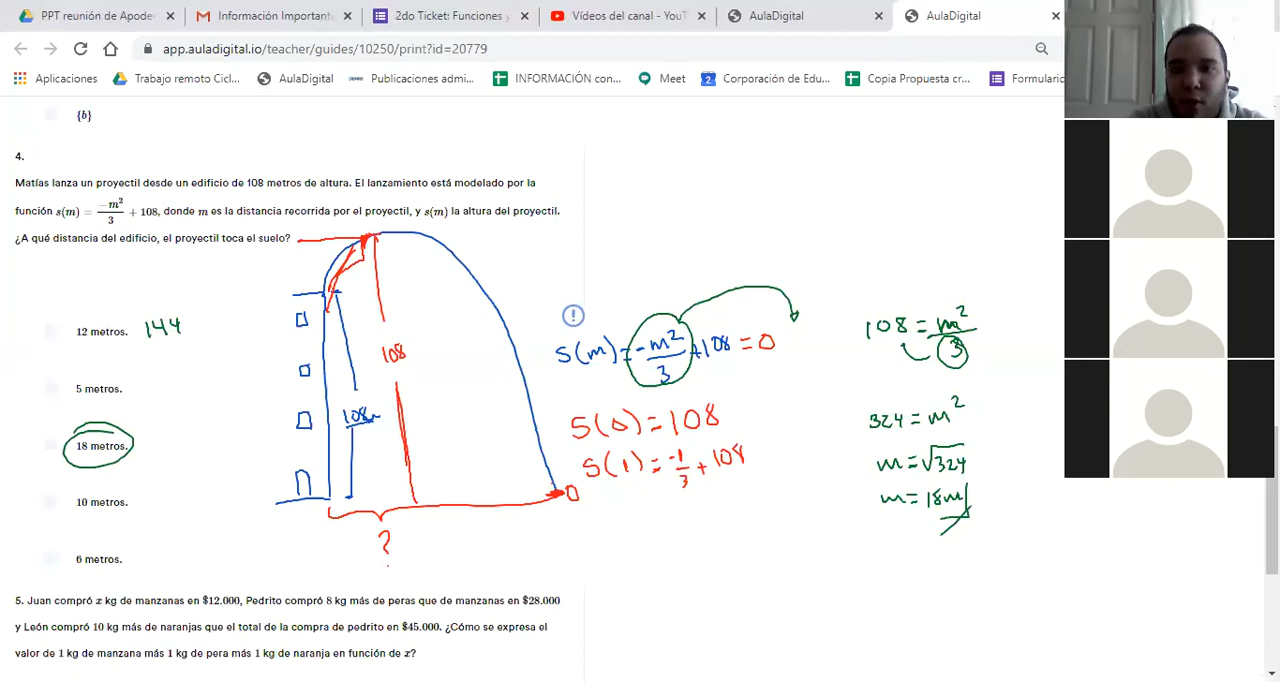 PPT reunión de Apoder
Información Important
2do Ticket: Funciones y
Vídeos del canal - YouT
AulaDigital
AulaDigital
app.auladigital.io/teacher/guides/10250/print?id=20779
Aplicaciones
Trabajo remoto Cicl...
AulaDigital
Publicaciones admi...
INFORMACIÓN con...
Meet
Corporación de Edu...
Copia Propuesta cr...
Formulario
{b}
4.
Matías lanza un proyectil desde un edificio de 108 metros de altura. El lanzamiento está modelado por la
función s(m) = -m²/3 + 108, donde m es la distancia recorrida por el proyectil, y s(m) la altura del proyectil.
¿A qué distancia del edificio, el proyectil toca el suelo?
12 metros. 144
5 metros.
18 metros.
10 metros.
6 metros.
108
108m
0
?
s(m) = -m²/3 + 108 = 0
S(0) = 108
S(1) = -1/3 + 108
108 = m²/3
324 = m²
m = √324
m = 18m
5. Juan compró x kg de manzanas en $12.000, Pedrito compró 8 kg más de peras que de manzanas en $28.000
y León compró 10 kg más de naranjas que el total de la compra de pedrito en $45.000. ¿Cómo se expresa el
valor de 1 kg de manzana más 1 kg de pera más 1 kg de naranja en función de x?